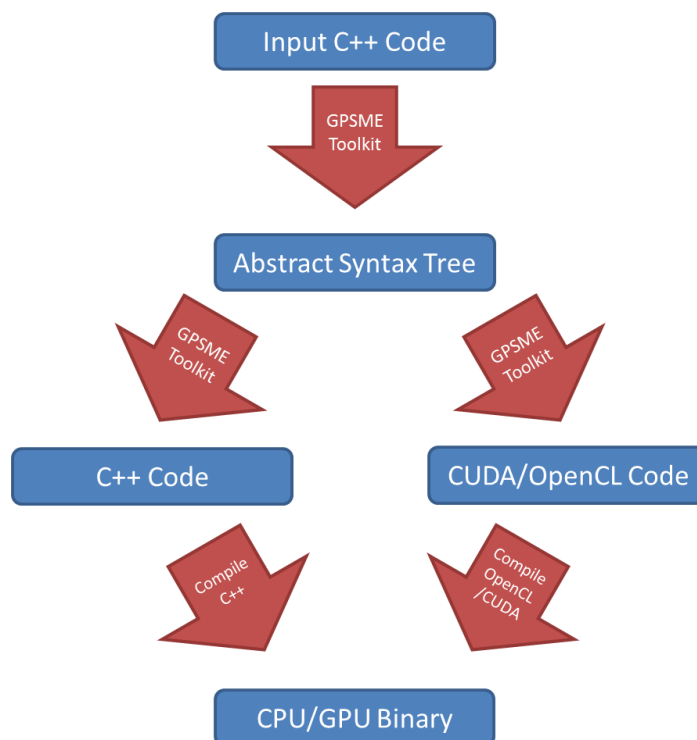 Input C++ Code
GPSME
Toolkit
Abstract Syntax Tree
GPSME
Toolkit
GPSME
Toolkit
C++ Code
CUDA/OpenCL Code
Compile
C++
Compile
OpenCL
/CUDA
CPU/GPU Binary